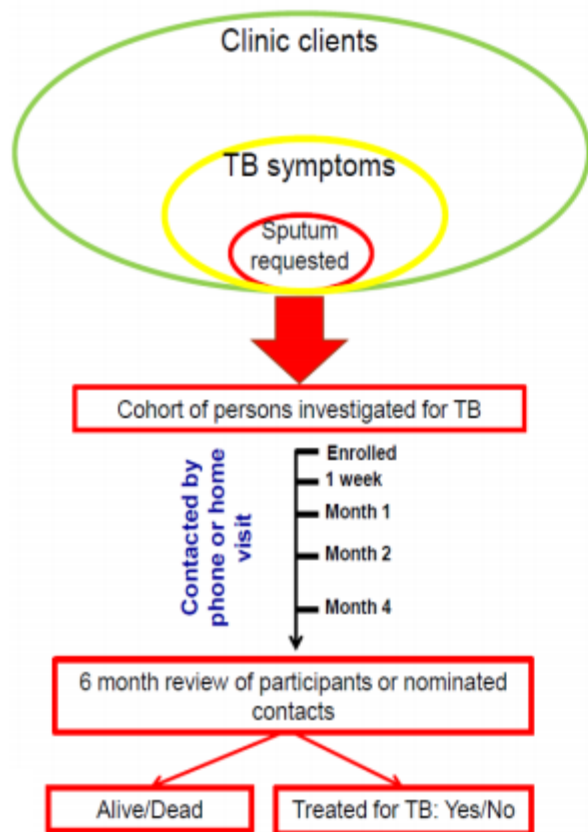 Clinic clients
TB symptoms
Sputum
requested
Cohort of persons investigated for TB
Contacted by
phone or home
visit
Enrolled
1 week
Month 1
Month 2
Month 4
6 month review of participants or nominated
contacts
Alive/Dead
Treated for TB: Yes/No